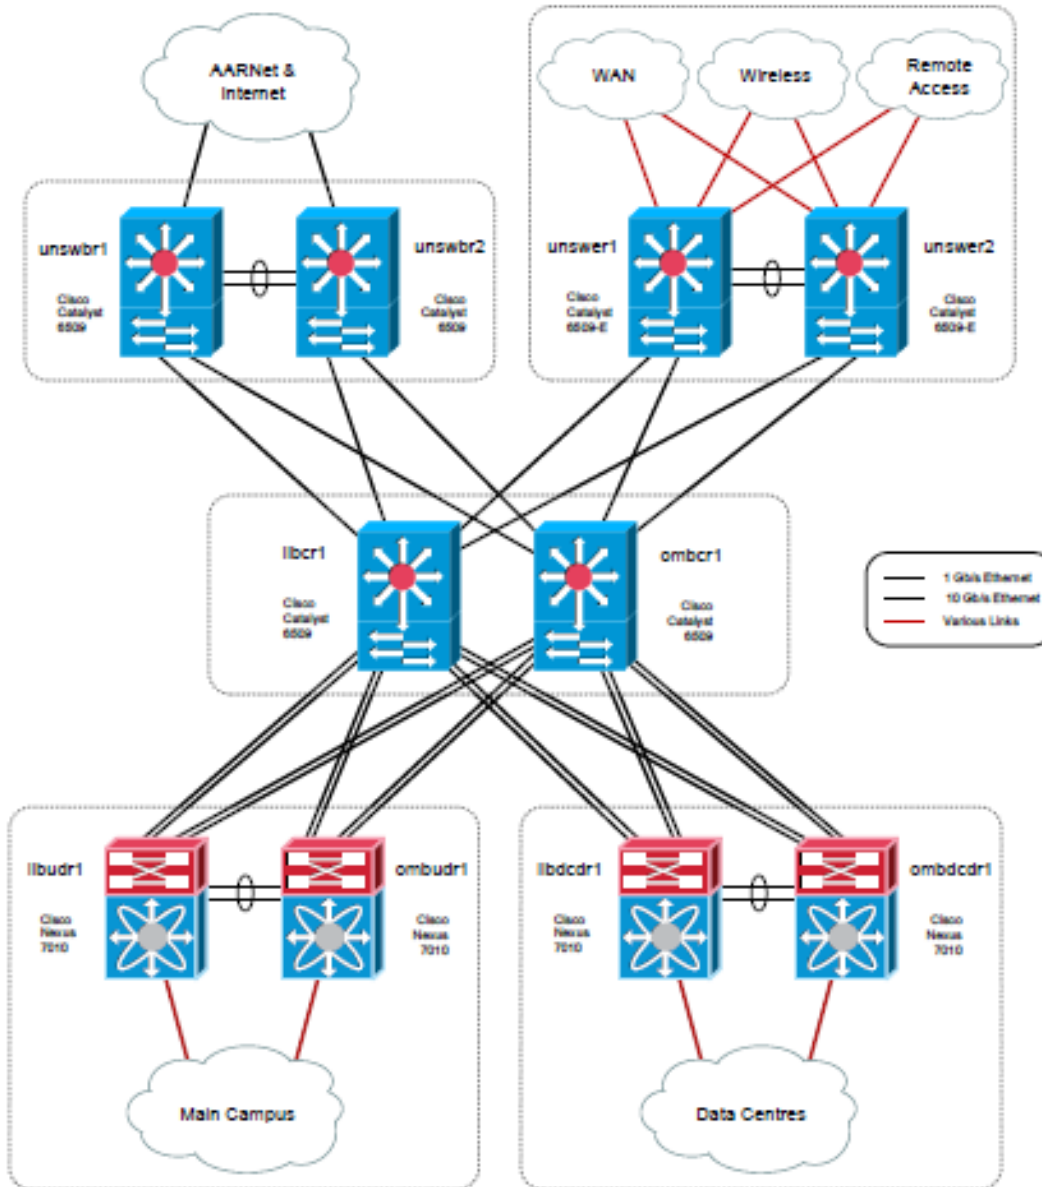 AARNet &
Internet
WAN
Wireless
Remote
Access
unswbr1
Cisco
Catalyst
6509
unswbr2
Cisco
Catalyst
6509
unswer1
Cisco
Catalyst
6509-E
unswer2
Cisco
Catalyst
6509-E
libcr1
Cisco
Catalyst
6509
ombcr1
Cisco
Catalyst
6509
1 Gb/s Ethernet
10 Gb/s Ethernet
Various Links
libudr1
Cisco
Nexus
7010
ombudr1
Cisco
Nexus
7010
libdcdr1
Cisco
Nexus
7010
ombdcdr1
Cisco
Nexus
7010
Main Campus
Data Centres